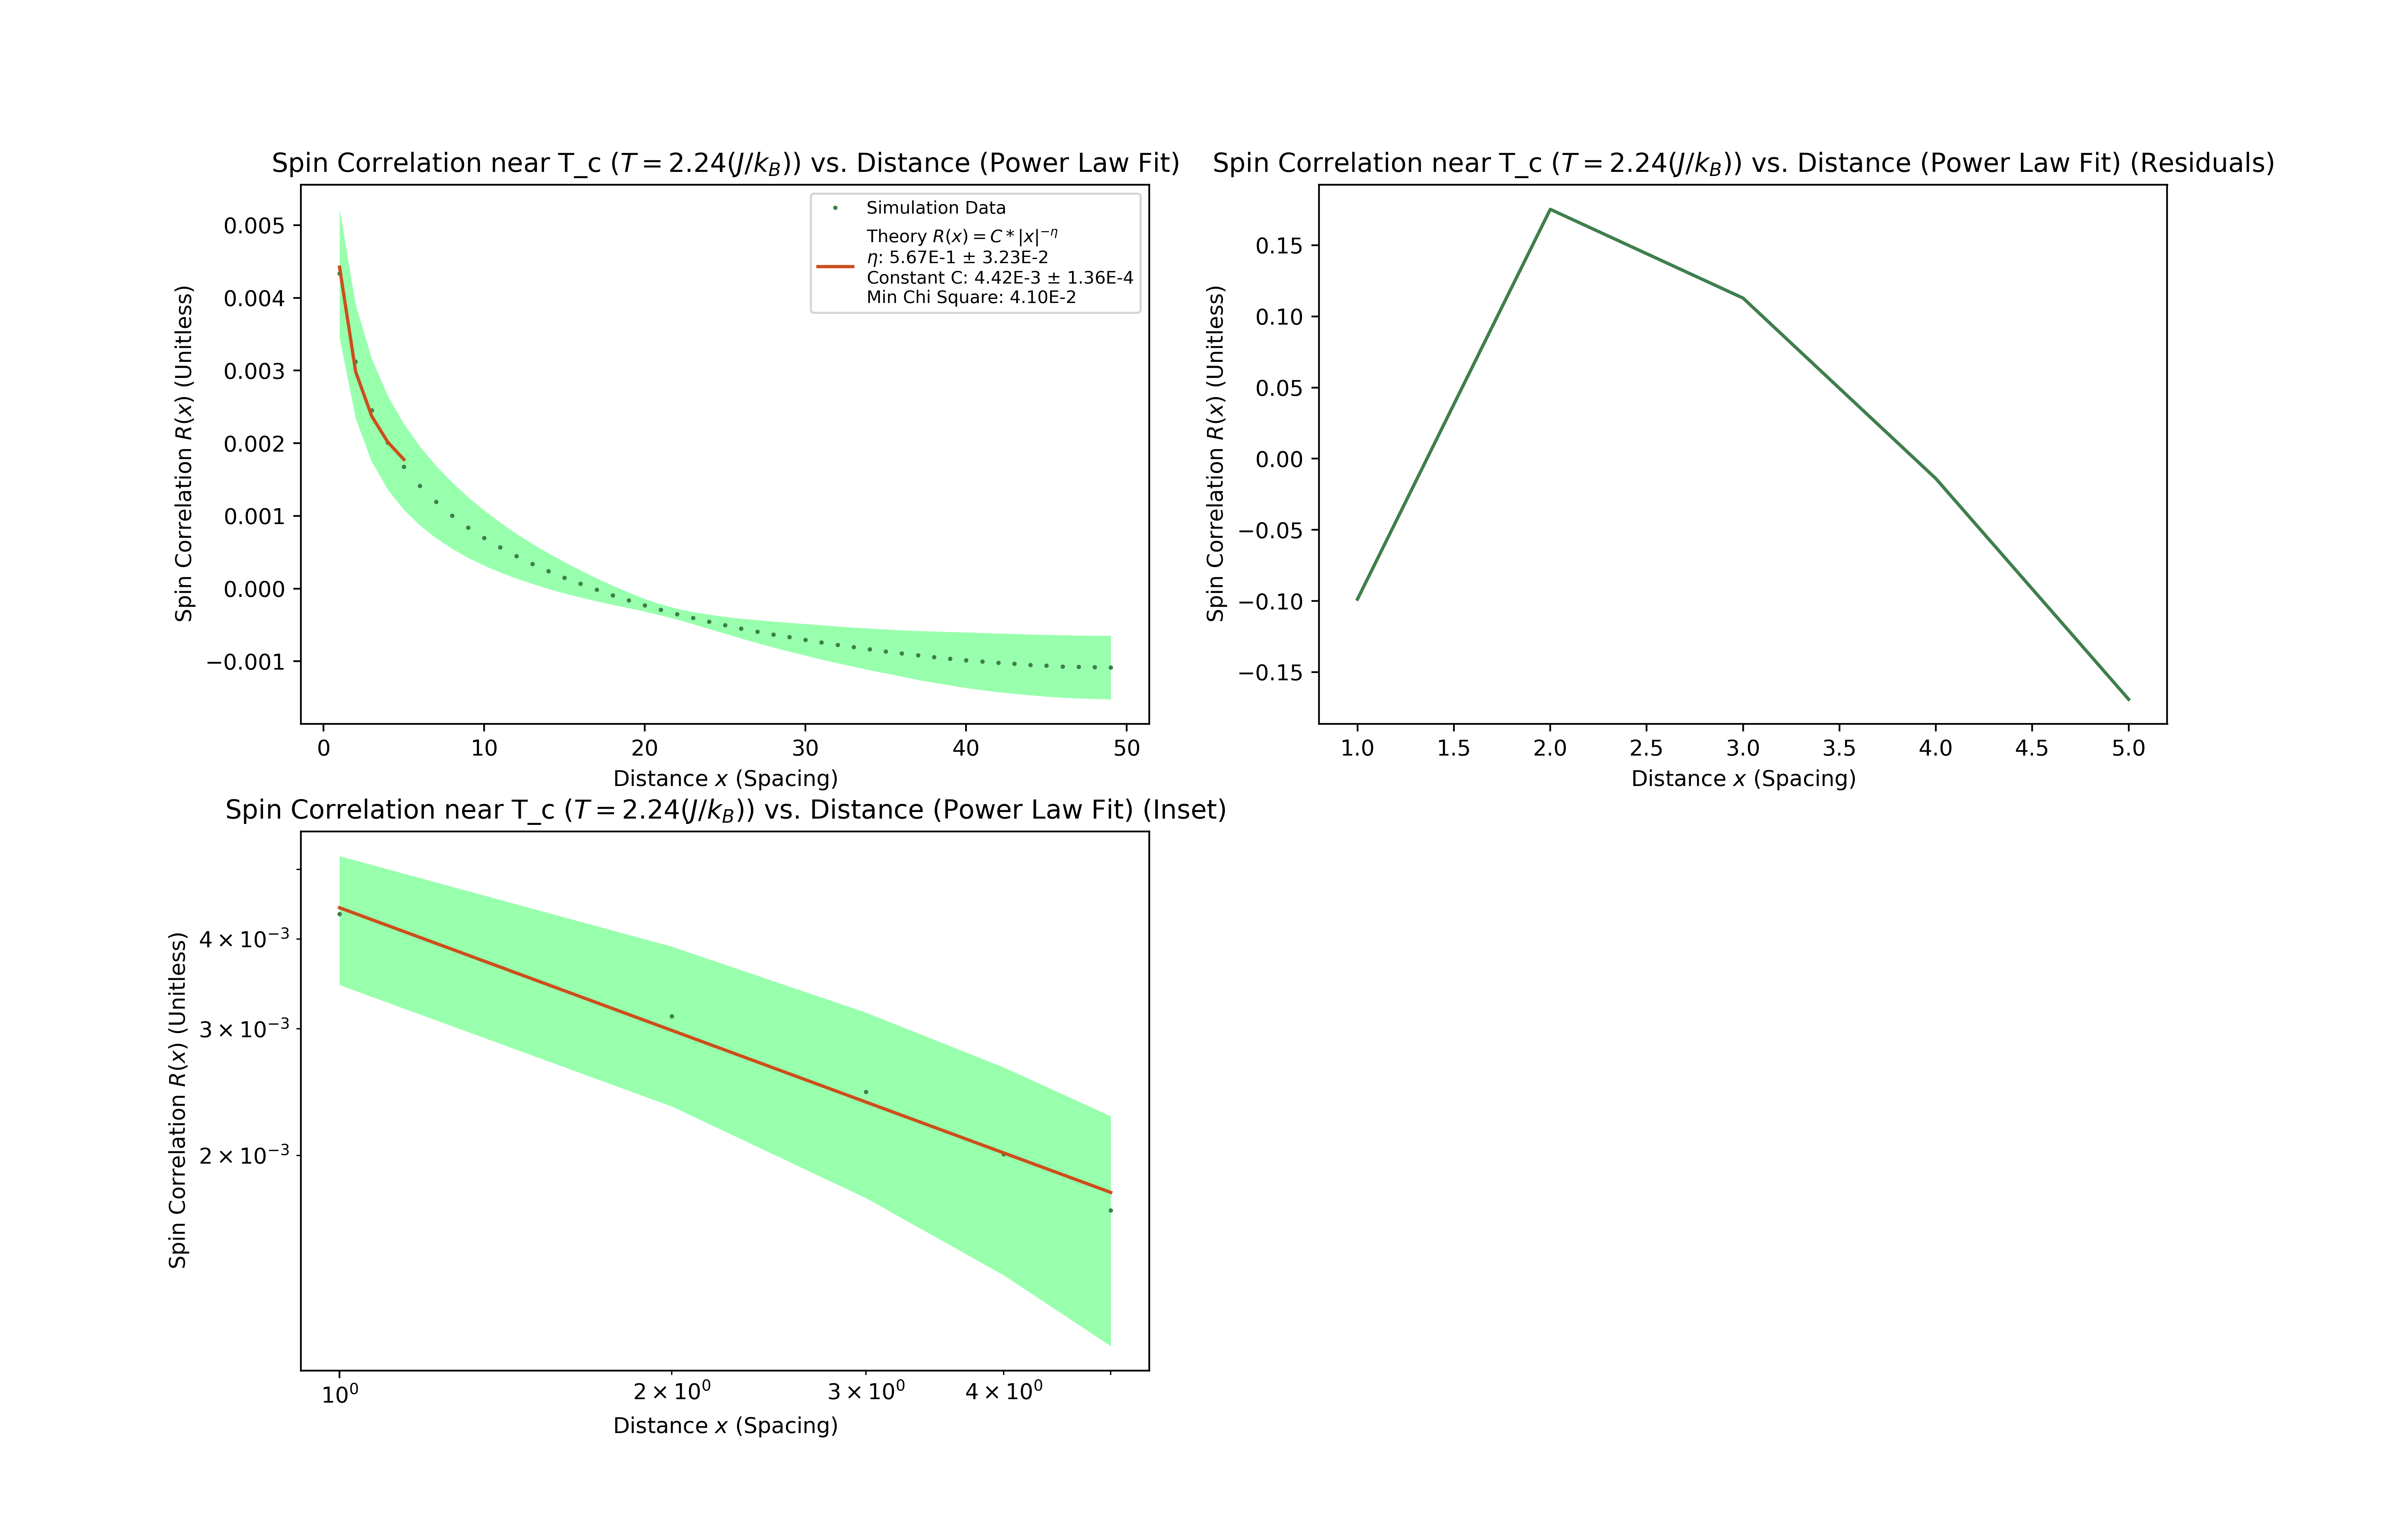 Spin Correlation near T_c (T = 2.24(J/k_B)) vs. Distance (Power Law Fit)
Simulation Data
Theory R(x) = C * |x|^{-η}
η: 5.67E-1 ± 3.23E-2
Constant C: 4.42E-3 ± 1.36E-4
Min Chi Square: 4.10E-2
Spin Correlation R(x) (Unitless)
0.005
0.004
0.003
0.002
0.001
0.000
−0.001
0 10 20 30 40 50
Distance x (Spacing)
Spin Correlation near T_c (T = 2.24(J/k_B)) vs. Distance (Power Law Fit) (Residuals)
Spin Correlation R(x) (Unitless)
0.15
0.10
0.05
0.00
−0.05
−0.10
−0.15
1.0 1.5 2.0 2.5 3.0 3.5 4.0 4.5 5.0
Distance x (Spacing)
Spin Correlation near T_c (T = 2.24(J/k_B)) vs. Distance (Power Law Fit) (Inset)
Spin Correlation R(x) (Unitless)
4 × 10^{−3}
3 × 10^{−3}
2 × 10^{−3}
10^0 2 × 10^0 3 × 10^0 4 × 10^0
Distance x (Spacing)